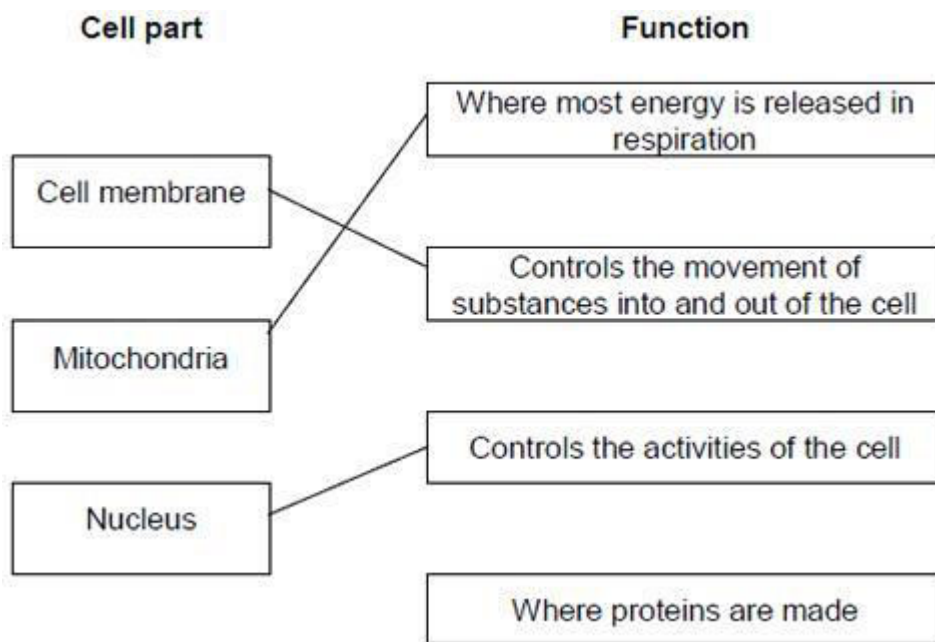 Cell part
Function
Where most energy is released in
respiration
Cell membrane
Controls the movement of
substances into and out of the cell
Mitochondria
Controls the activities of the cell
Nucleus
Where proteins are made